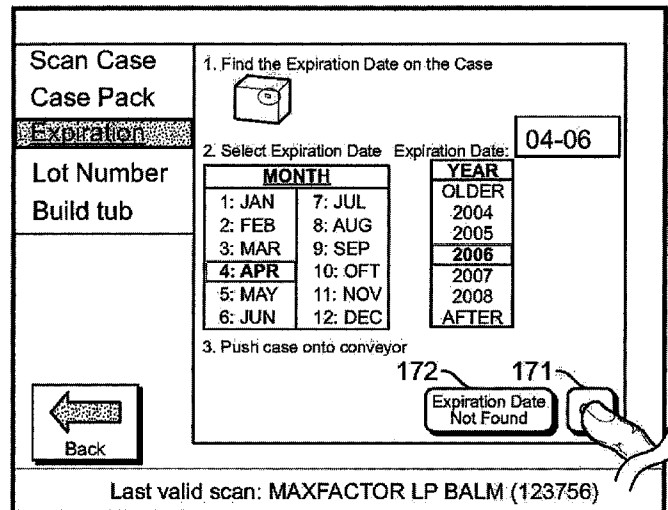 Scan Case
Case Pack
Expiration
Lot Number
Build tub
1. Find the Expiration Date on the Case
2. Select Expiration Date Expiration Date: 04-06
MONTH
1: JAN 7: JUL
2: FEB 8: AUG
3: MAR 9: SEP
4: APR 10: OFT
5: MAY 11: NOV
6: JUN 12: DEC
YEAR
OLDER
2004
2005
2006
2007
2008
AFTER
3. Push case onto conveyor
172 171
Expiration Date
Not Found
Back
Last valid scan: MAXFACTOR LP BALM (123756)